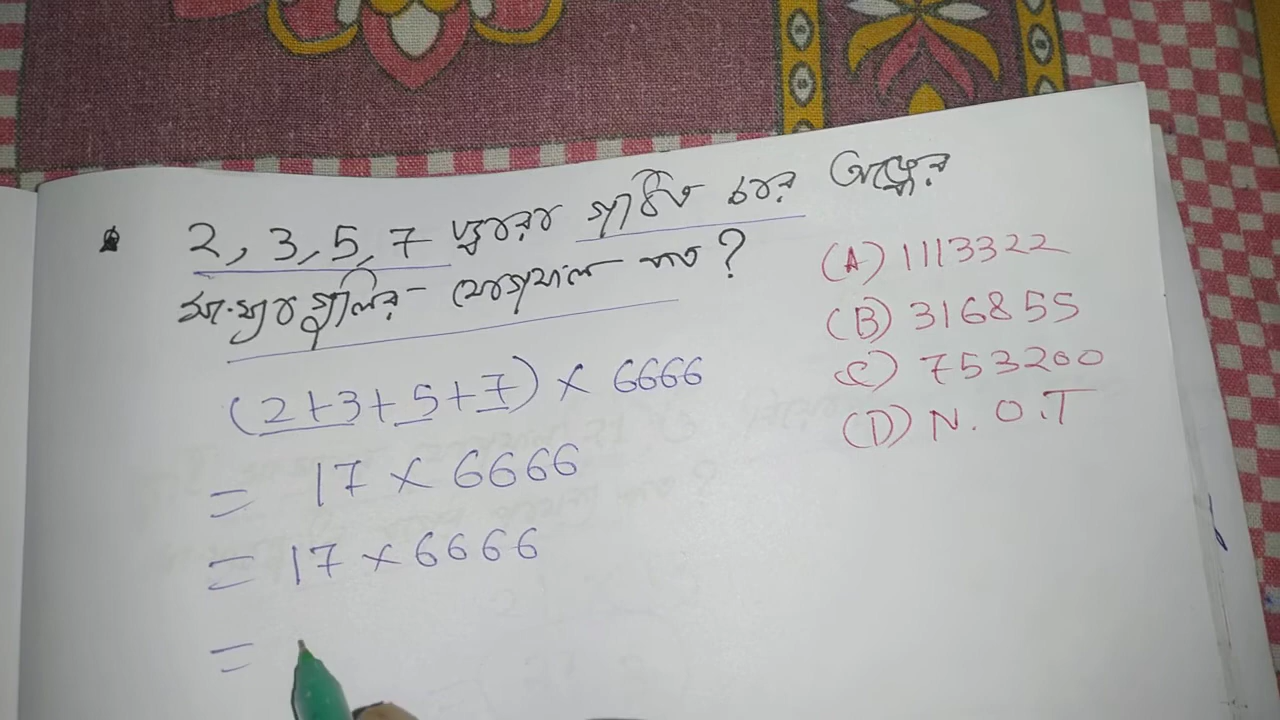 2, 3, 5, 7 দ্বারা গঠিত চার অঙ্কের
সংখ্যাগুলির যোগফল কত?
(A) 1113322
(B) 316855
(C) 753200
(D) N.O.T
(2+3+5+7) × 6666
= 17 × 6666
= 17 × 6666
=